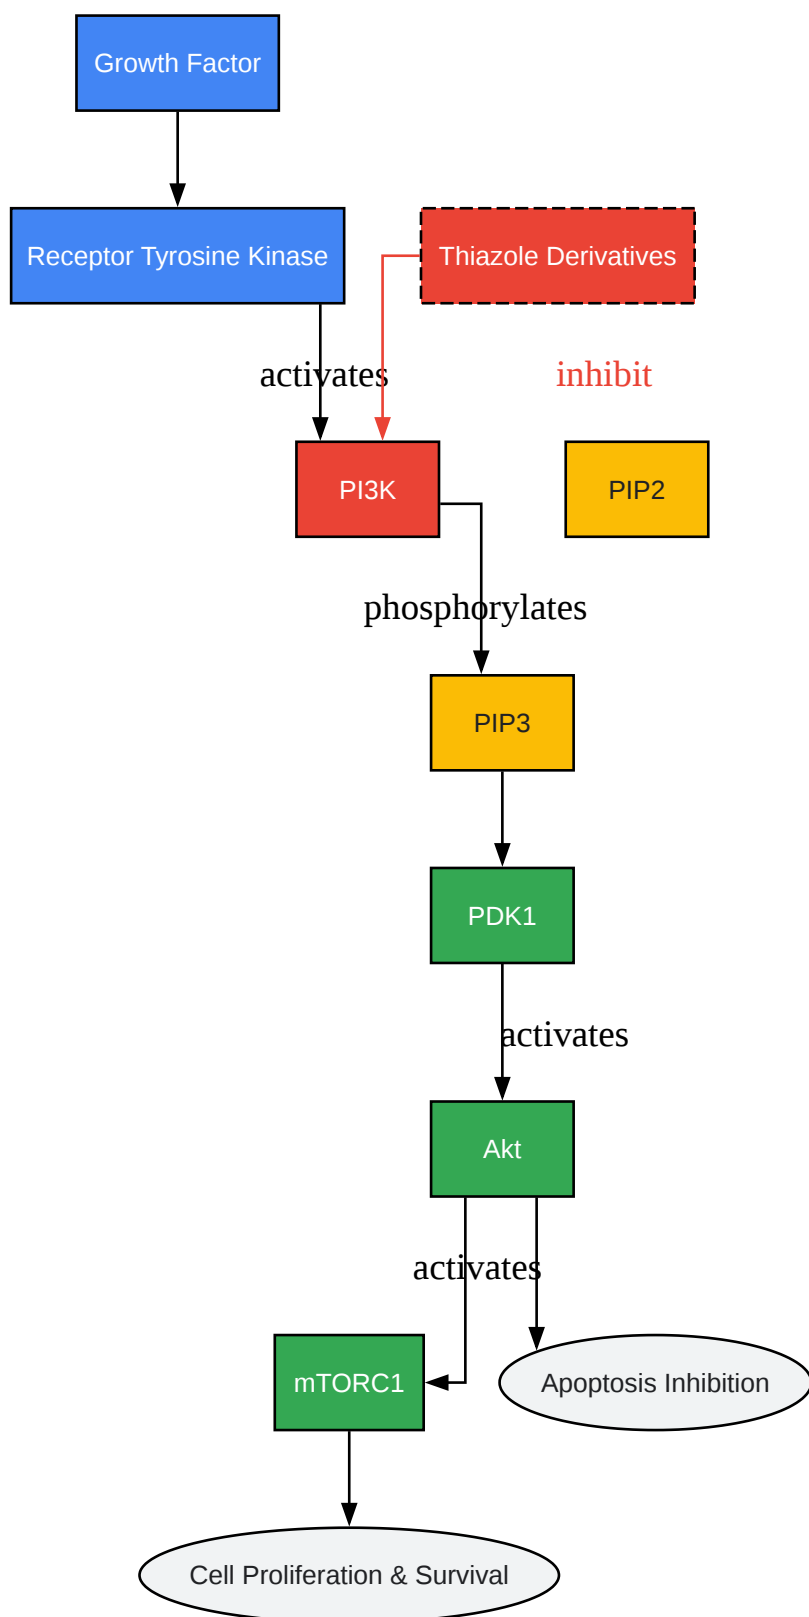 Growth Factor
Receptor Tyrosine Kinase
Thiazole Derivatives
activates
inhibit
PI3K
PIP2
phosphorylates
PIP3
PDK1
activates
Akt
activates
mTORC1
Apoptosis Inhibition
Cell Proliferation & Survival